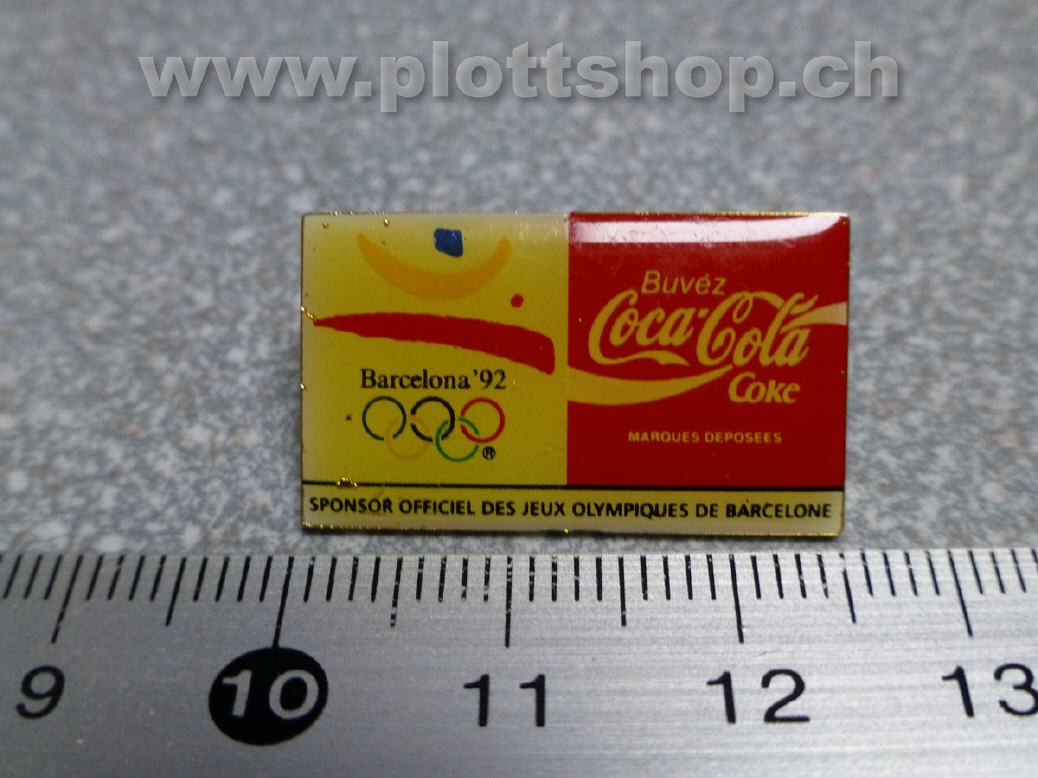 www.plottshop.ch
Buvéz
Coca-Cola
Coke
Barcelona '92
®
MARQUES DEPOSEES
SPONSOR OFFICIEL DES JEUX OLYMPIQUES DE BARCELONE
9 10 11 12 13